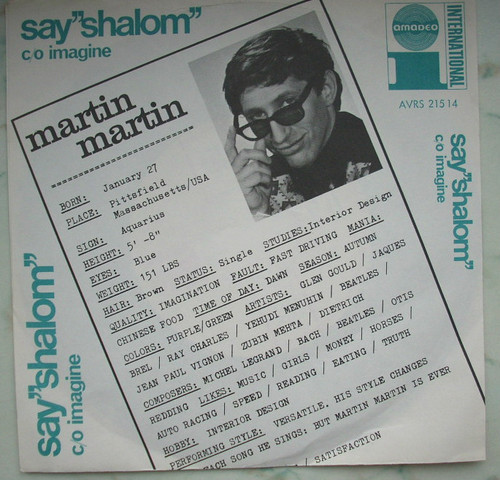 say"shalom"
c/o imagine
amadeo
INTERNATIONAL
AVRS 21514
martin
martin
BORN: January 27
PLACE: Pittsfield
Massachusetts/USA
SIGN: Aquarius
HEIGHT: 5' -8"
EYES: Blue
WEIGHT: 151 LBS
HAIR: Brown STATUS: Single STUDIES: Interior Design
QUALITY: IMAGINATION FAULT: FAST DRIVING MANIA:
CHINESE FOOD TIME OF DAY: DAWN SEASON: AUTUMN
COLORS: PURPLE/GREEN ARTISTS: GLEN GOULD / JAQUES
BREL / RAY CHARLES / YEHUDI MENUHIN / BEATLES /
JEAN PAUL VIGNON / ZUBIN MEHTA / DIETRICH
COMPOSERS: MICHEL LEGRAND / BACH / BEATLES / OTIS
REDDING LIKES: MUSIC / GIRLS / MONEY / HORSES /
AUTO RACING / SPEED / READING / EATING / TRUTH
HOBBY: INTERIOR DESIGN
PERFORMING STYLE: VERSATILE. HIS STYLE CHANGES
EACH SONG HE SINGS: BUT MARTIN MARTIN IS EVER
/ SATISFACTION
say"shalom"
c/o imagine
say"shalom"
c/o imagine